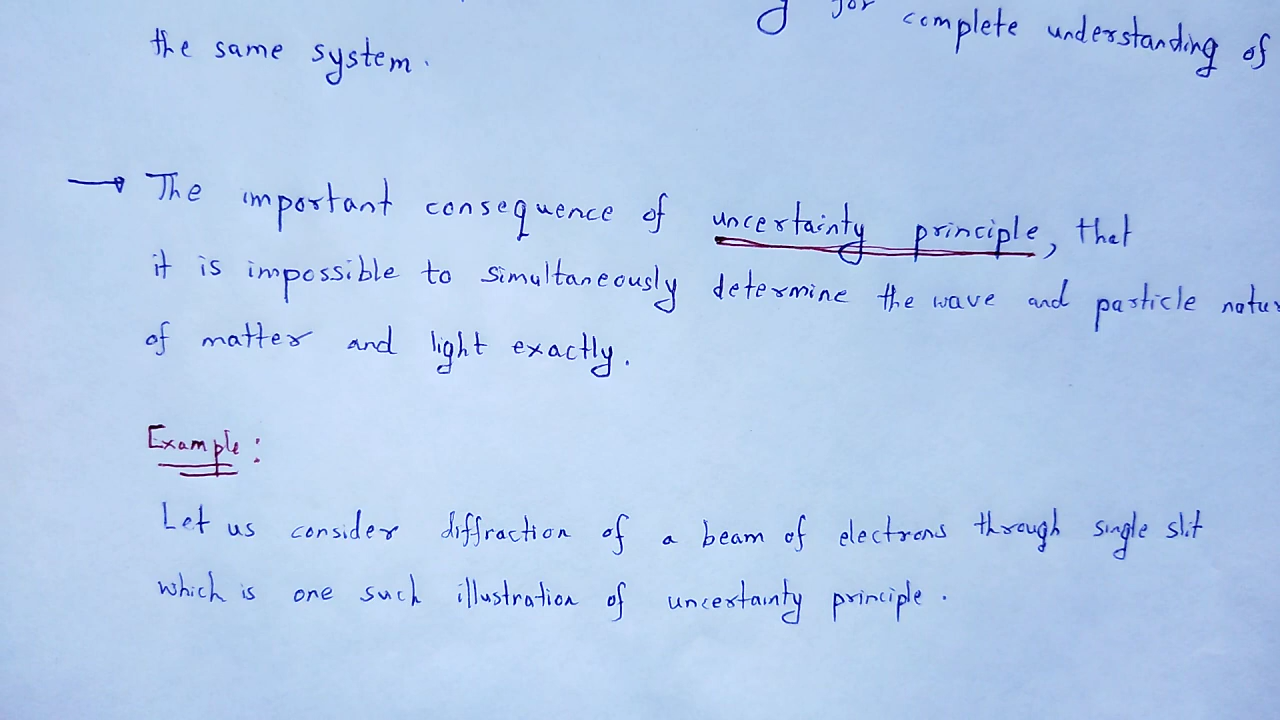 for complete understanding of
the same system.
→ The important consequence of uncertainty principle, that
it is impossible to simultaneously determine the wave and particle natur
of matter and light exactly.
Example:
Let us consider diffraction of a beam of electrons through single slit
which is one such illustration of uncertainty principle.